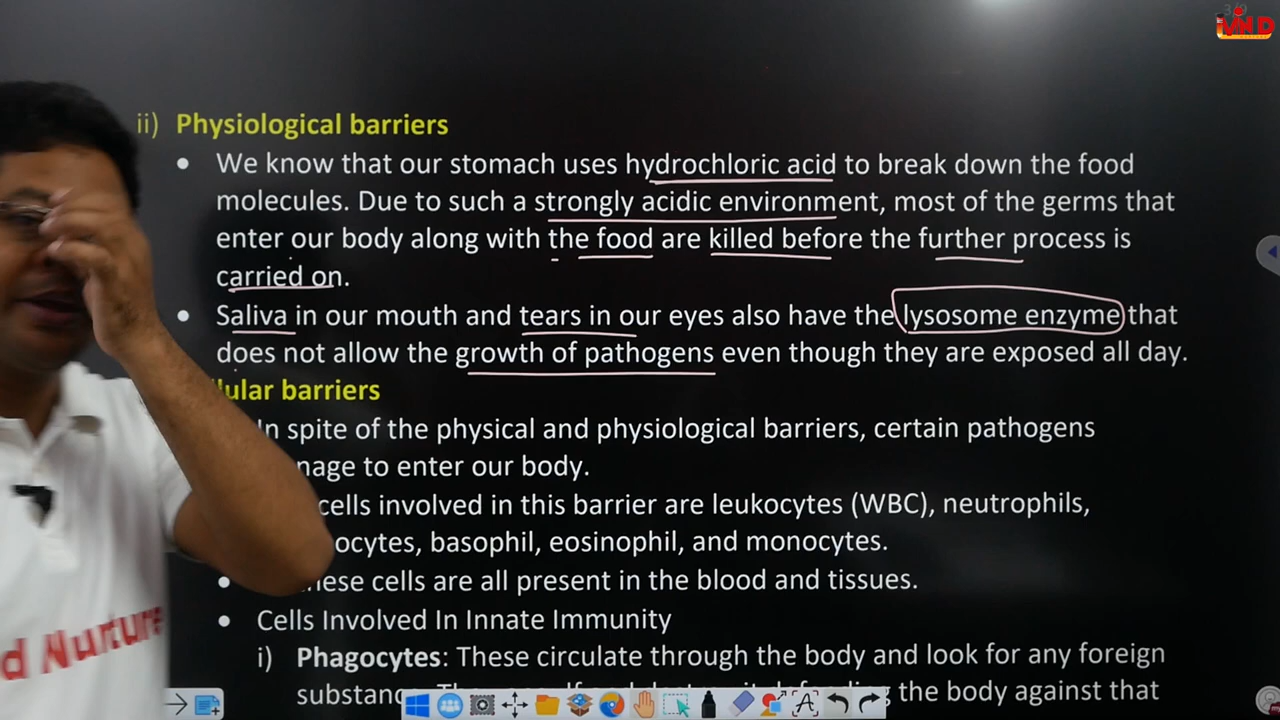 3/9
iMND
ii) Physiological barriers
• We know that our stomach uses hydrochloric acid to break down the food
molecules. Due to such a strongly acidic environment, most of the germs that
enter our body along with the food are killed before the further process is
carried on.
• Saliva in our mouth and tears in our eyes also have the lysosome enzyme that
does not allow the growth of pathogens even though they are exposed all day.
lular barriers
In spite of the physical and physiological barriers, certain pathogens
nage to enter our body.
cells involved in this barrier are leukocytes (WBC), neutrophils,
ocytes, basophil, eosinophil, and monocytes.
• hese cells are all present in the blood and tissues.
• Cells Involved In Innate Immunity
i) Phagocytes: These circulate through the body and look for any foreign
substanc the body against that
d Nurture